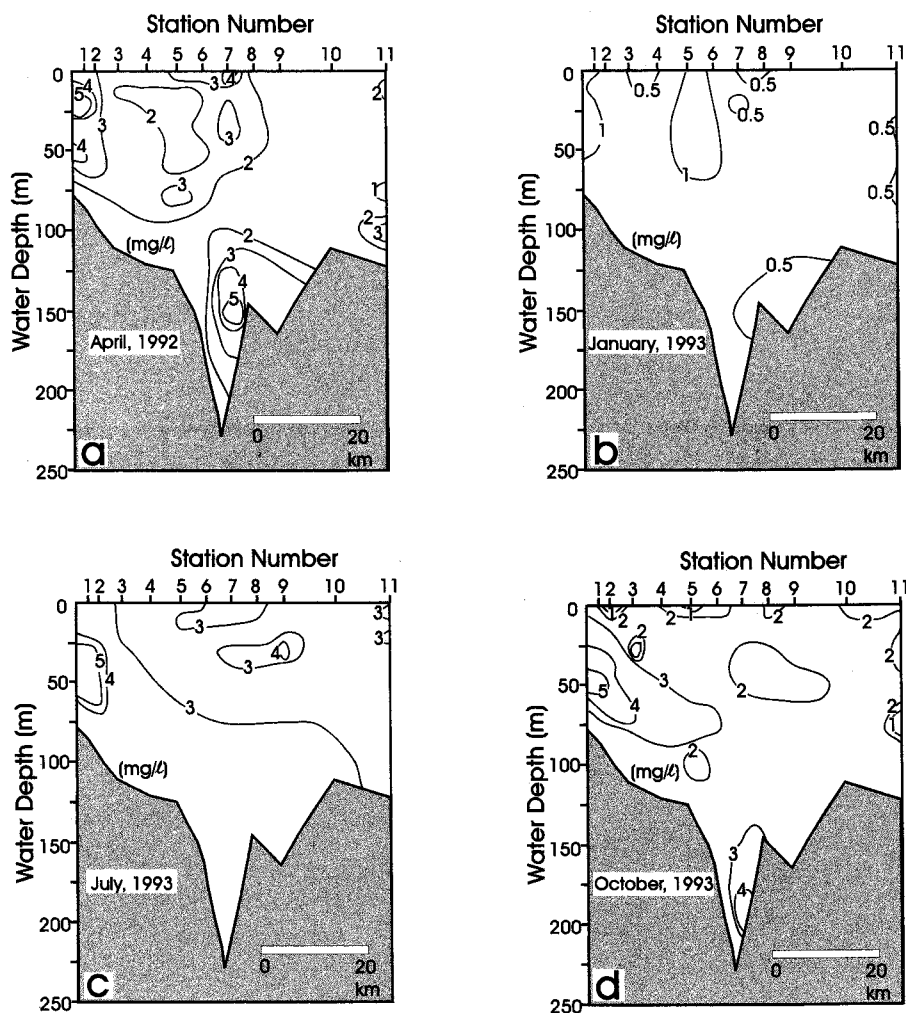 Station Number
1 2 3 4 5 6 7 8 9 10 11
Water Depth (m)
0
50
100
150
200
250
4
5
3
4
2
3
3
4
3
2
2
1
2
3
(mg/ℓ)
2
3
4
5
April, 1992
0 20
km
a
Station Number
1 2 3 4 5 6 7 8 9 10 11
Water Depth (m)
0
50
100
150
200
250
0.5
0.5
0.5
1
0.5
1
0.5
(mg/ℓ)
0.5
January, 1993
0 20
km
b
Station Number
1 2 3 4 5 6 7 8 9 10 11
Water Depth (m)
0
50
100
150
200
250
3
3
3
4
3
5
4
3
(mg/ℓ)
July, 1993
0 20
km
c
Station Number
1 2 3 4 5 6 7 8 9 10 11
Water Depth (m)
0
50
100
150
200
250
2
2
1
2
2
2
2
3
2
5
4
2
1
2
(mg/ℓ)
3
4
October, 1993
0 20
km
d